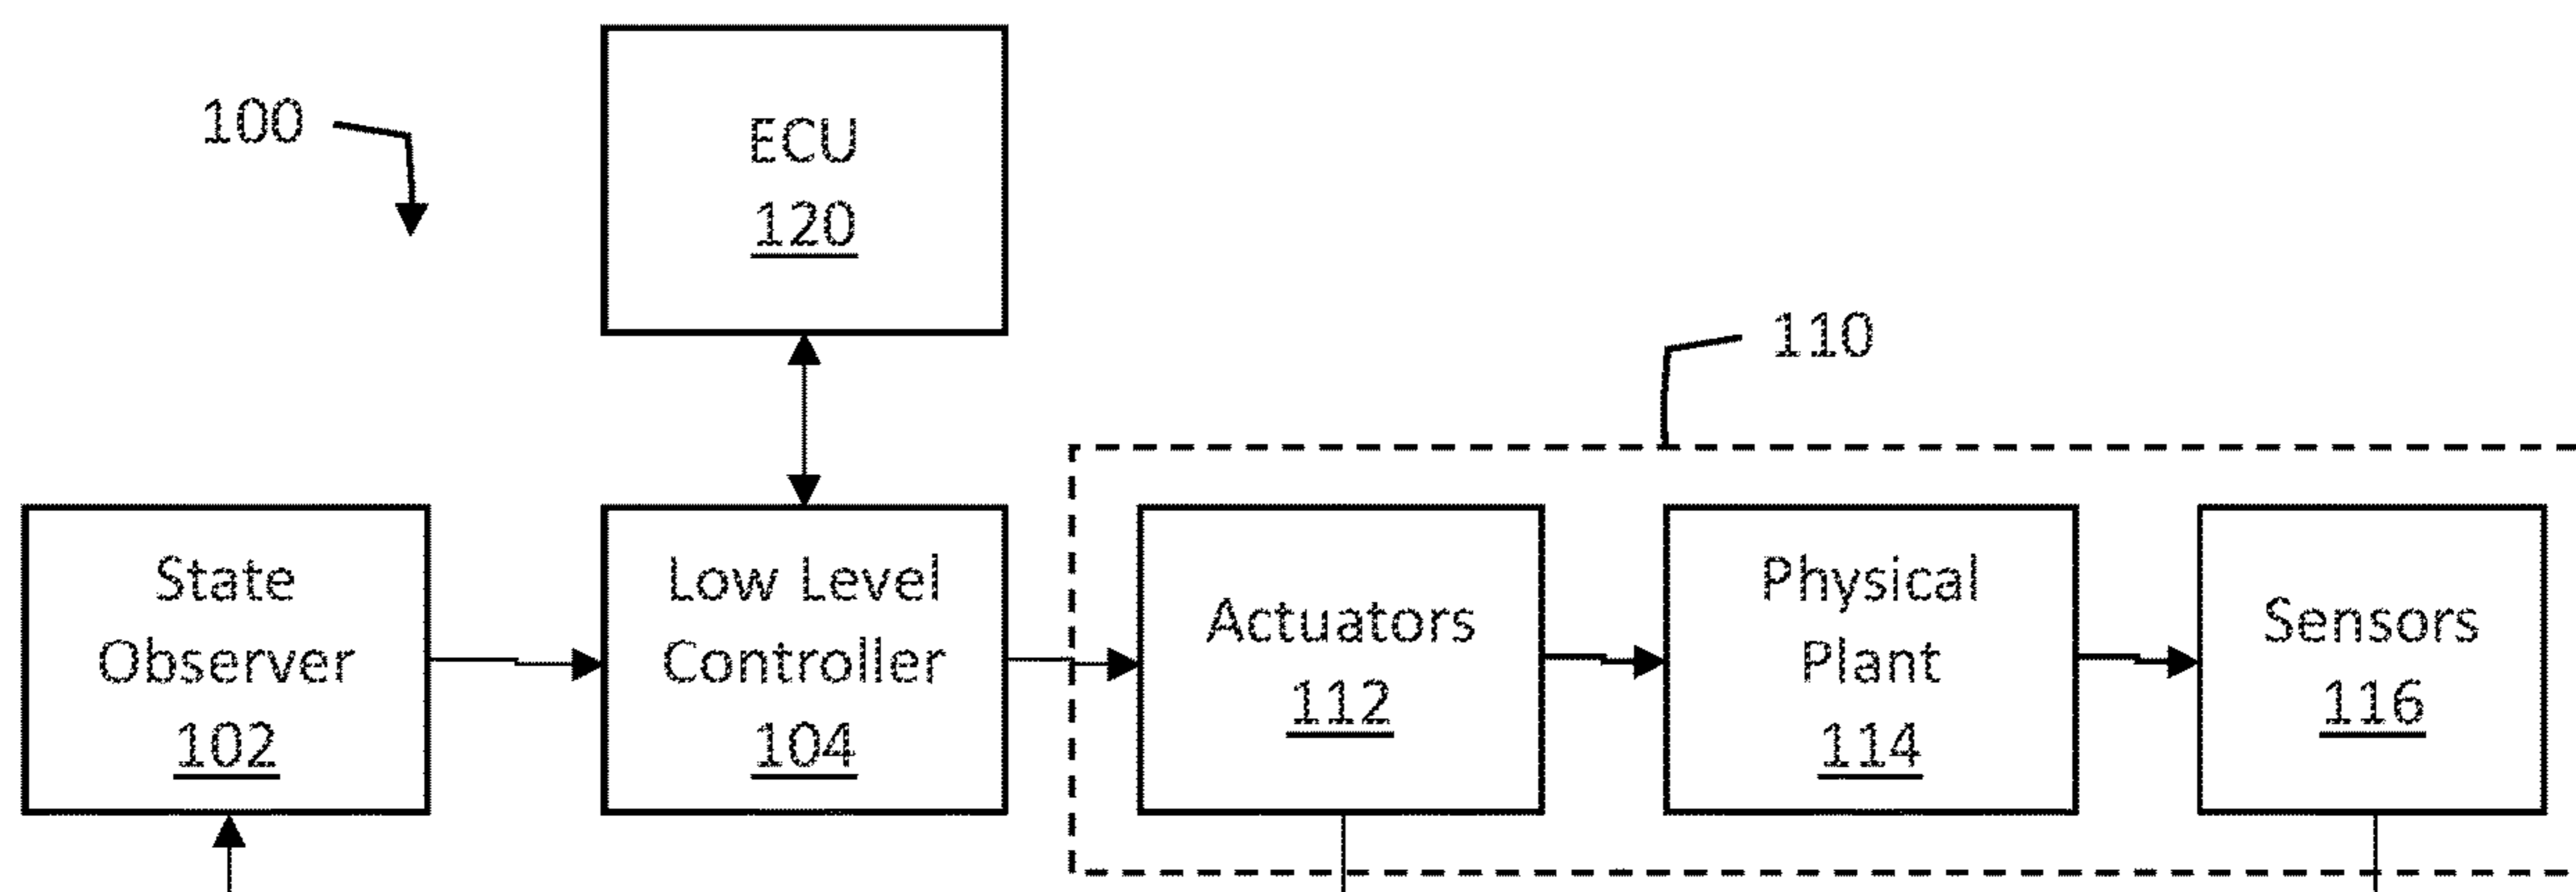 100
ECU
120
110
State
Observer
102
Low Level
Controller
104
Actuators
112
Physical
Plant
114
Sensors
116